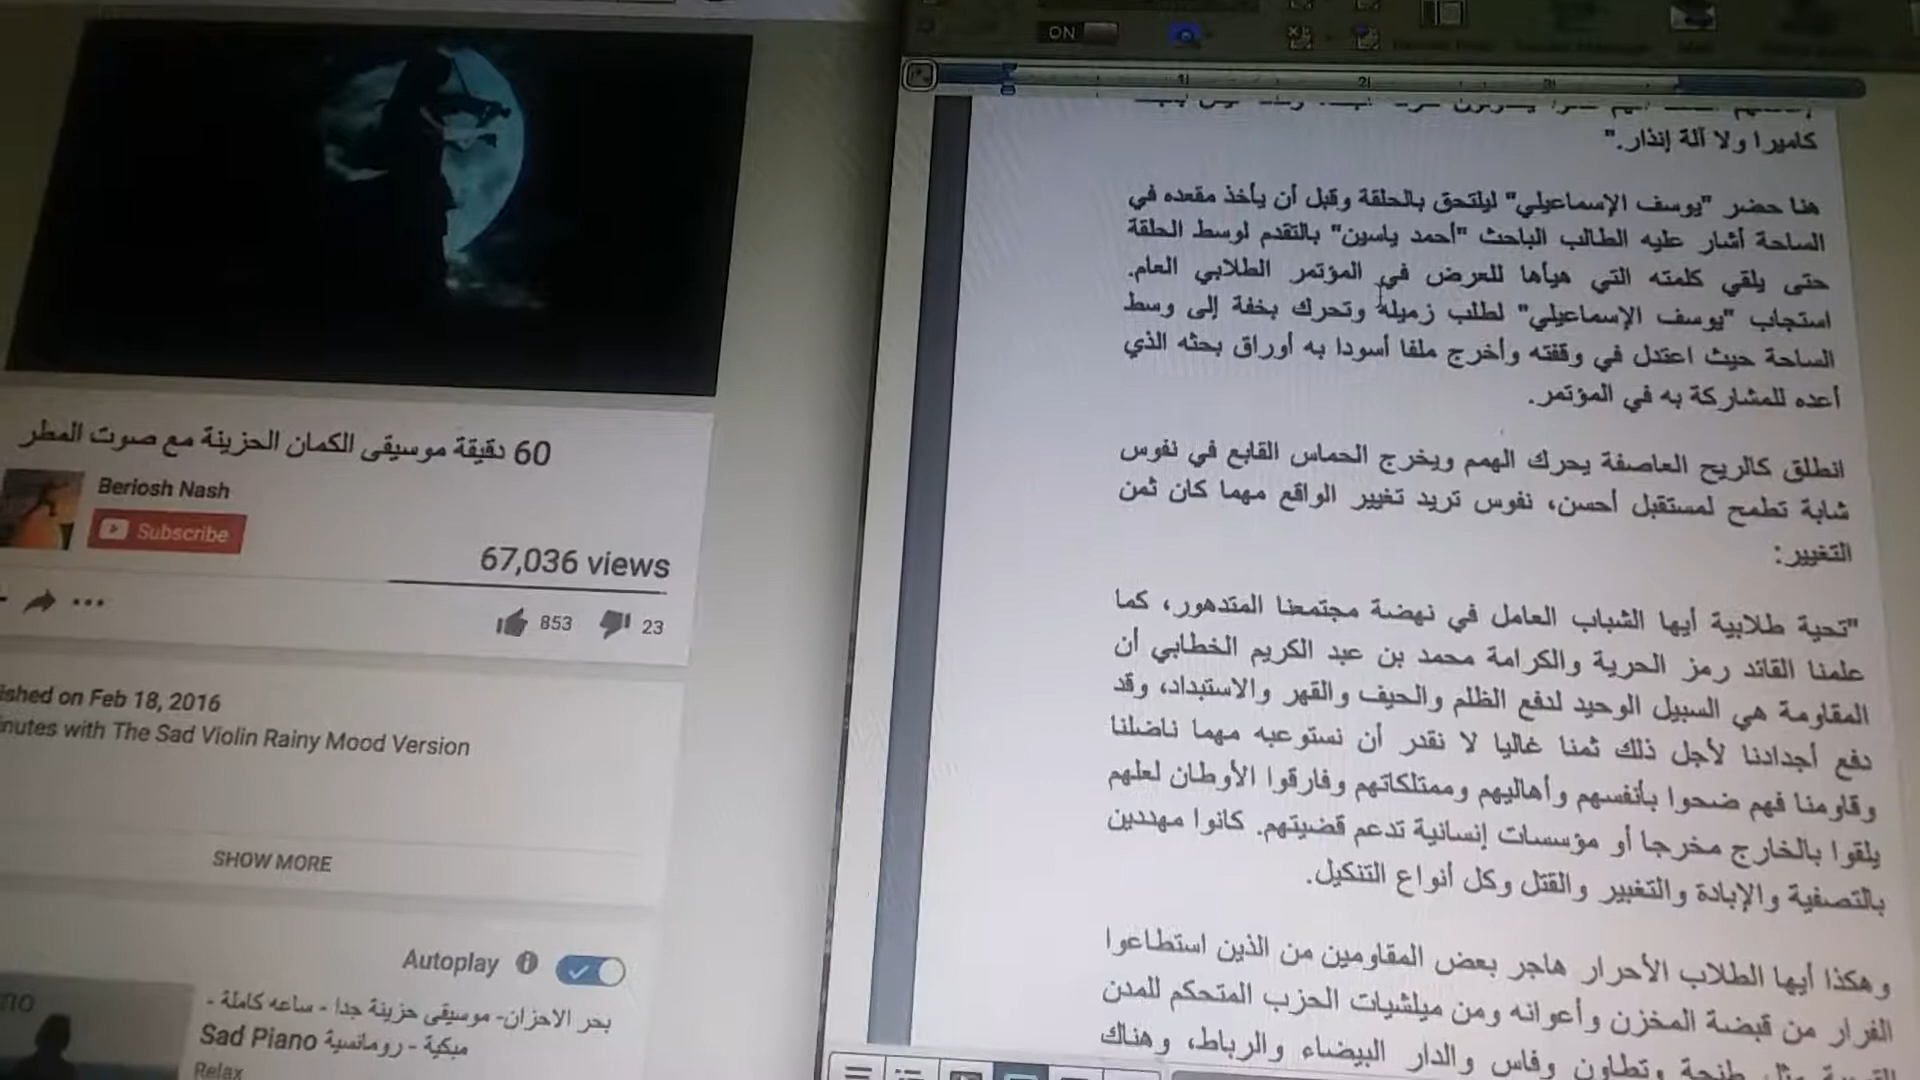 60 دقيقة موسيقى الكمان الحزينة مع صوت المطر
Beriosh Nash
Subscribe
67,036 views
853 23
ished on Feb 18, 2016
inutes with The Sad Violin Rainy Mood Version
SHOW MORE
Autoplay
بحر الاحزان- موسيقى حزينة جدا - ساعه كاملة -
مبكية - رومانسية Sad Piano
Relax
ON
1 2 3
كاميرا ولا آلة إنذار."
هنا حضر "يوسف الإسماعيلي" ليلتحق بالحلقة وقبل أن يأخذ مقعده في
الساحة أشار عليه الطالب الباحث "أحمد ياسين" بالتقدم لوسط الحلقة
حتى يلقي كلمته التي هيأها للعرض في المؤتمر الطلابي العام.
استجاب "يوسف الإسماعيلي" لطلب زميله وتحرك بخفة إلى وسط
الساحة حيث اعتدل في وقفته وأخرج ملفا أسودا به أوراق بحثه الذي
أعده للمشاركة به في المؤتمر.
انطلق كالريح العاصفة يحرك الهمم ويخرج الحماس القابع في نفوس
شابة تطمح لمستقبل أحسن، نفوس تريد تغيير الواقع مهما كان ثمن
التغيير:
"تحية طلابية أيها الشباب العامل في نهضة مجتمعنا المتدهور، كما
علمنا القائد رمز الحرية والكرامة محمد بن عبد الكريم الخطابي أن
المقاومة هي السبيل الوحيد لدفع الظلم والحيف والقهر والاستبداد، وقد
دفع أجدادنا لأجل ذلك ثمنا غاليا لا نقدر أن نستوعبه مهما ناضلنا
وقاومنا فهم ضحوا بأنفسهم وأهاليهم وممتلكاتهم وفارقوا الأوطان لعلهم
يلقوا بالخارج مخرجا أو مؤسسات إنسانية تدعم قضيتهم. كانوا مهددين
بالتصفية والإبادة والتغيير والقتل وكل أنواع التنكيل.
وهكذا أيها الطلاب الأحرار هاجر بعض المقاومين من الذين استطاعوا
الفرار من قبضة المخزن وأعوانه ومن ميلشيات الحزب المتحكم للمدن
مثل طنجة وتطاون وفاس والدار البيضاء والرباط، وهناك